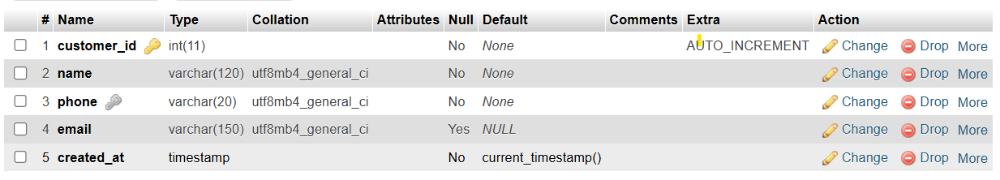 # Name Type Collation Attributes Null Default Comments Extra Action
1 customer_id int(11) No None AUTO_INCREMENT Change Drop More
2 name varchar(120) utf8mb4_general_ci No None Change Drop More
3 phone varchar(20) utf8mb4_general_ci No None Change Drop More
4 email varchar(150) utf8mb4_general_ci Yes NULL Change Drop More
5 created_at timestamp No current_timestamp() Change Drop More